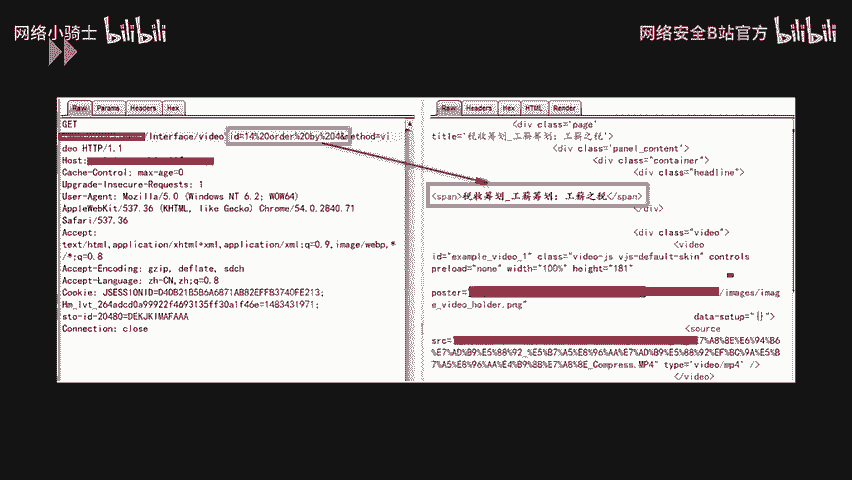 网络小骑士 bilibili
网络安全B站官方 bilibili
Raw Params Headers Hex
GET
/Interface/video id=14%20order%20by%204&method=vi
deo HTTP/1.1
Host:
Cache-Control: max-age=0
Upgrade-Insecure-Requests: 1
User-Agent: Mozilla/5.0 (Windows NT 6.2; WOW64)
AppleWebKit/537.36 (KHTML, like Gecko) Chrome/54.0.2840.71
Safari/537.36
Accept:
text/html,application/xhtml+xml,application/xml;q=0.9,image/webp,*
/*;q=0.8
Accept-Encoding: gzip, deflate, sdch
Accept-Language: zh-CN,zh;q=0.8
Cookie: JSESSIONID=D40B21B5B6A6871AB82EFFB3740FE213;
Hm_lvt_264adcd0a99922f4693135ff30a1f46e=1483431971;
sto-id-20480=DEKJKIMAFAAA
Connection: close
Raw Headers Hex HTML Render
<div class='page'
title='税收筹划_工薪筹划：工薪之税'>
<div class='panel_content'>
<div class="container">
<div class="headline">
<span>税收筹划_工薪筹划：工薪之税</span>
</div>
<div class="video">
<video
id="example_video_1" class="video-js vjs-default-skin" controls
preload="none" width="100%" height="181"
poster= /images/imag
e_video_holder.png"
data-setup="{}">
<source
src= E7%A8%8E%E6%94%B6
%E7%AD%B9%E5%88%92_%E5%B7%A5%E8%96%AA%E7%AD%B9%E5%88%92%EF%BC%9A%E5%B
7%A5%E8%96%AA%E4%B9%8B%E7%A8%8E_Compress.MP4" type='video/mp4' />
</video>